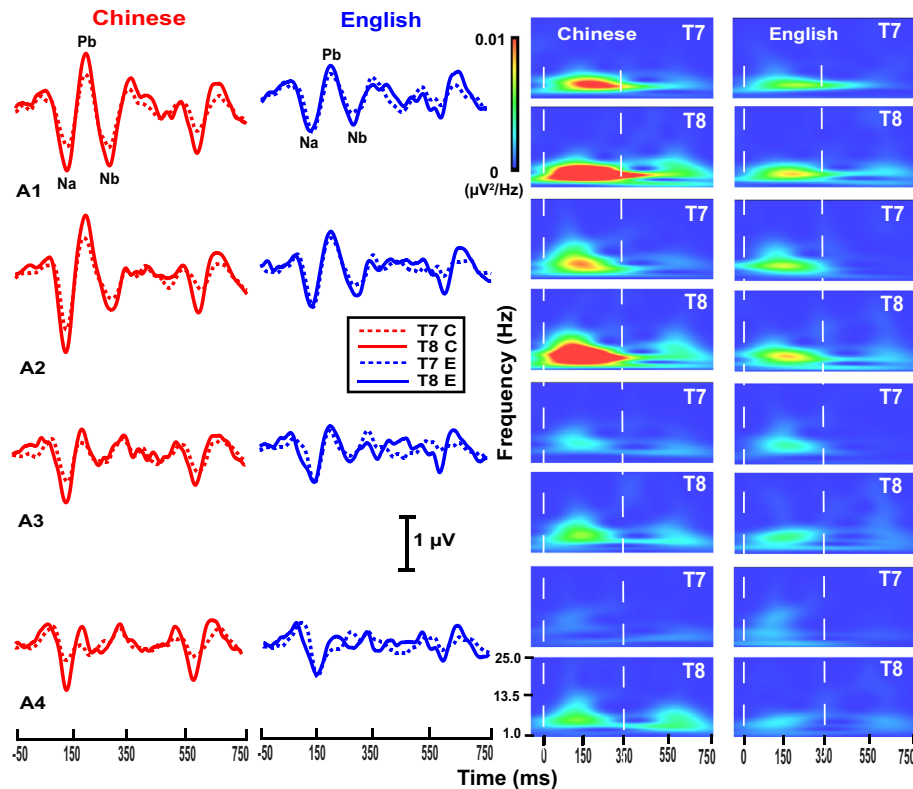 Chinese
English
Pb
Pb
Na
Nb
Na
Nb
A1
A2
T7 C
T8 C
T7 E
T8 E
A3
1 µV
A4
-50 150 350 550 750
-50 150 350 550 750
0.01
0
(µV²/Hz)
Chinese T7
English T7
T8
T8
T7
T7
T8
T8
T7
T7
T8
T8
T7
T7
T8
T8
Frequency (Hz)
25.0
13.5
1.0
0 150 350 550 750
0 150 350 550 750
Time (ms)